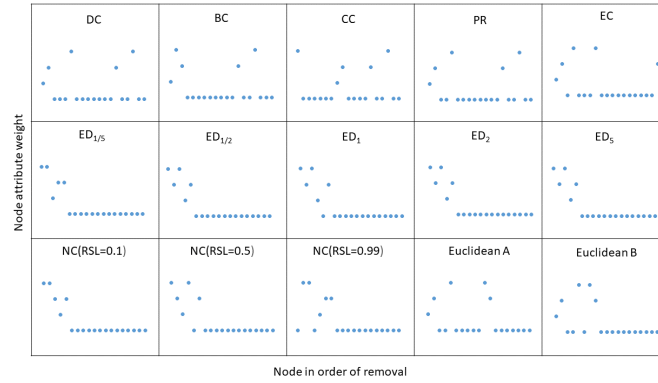 DC BC CC PR EC
ED1/5 ED1/2 ED1 ED2 ED5
NC(RSL=0.1) NC(RSL=0.5) NC(RSL=0.99) Euclidean A Euclidean B
Node attribute weight
Node in order of removal